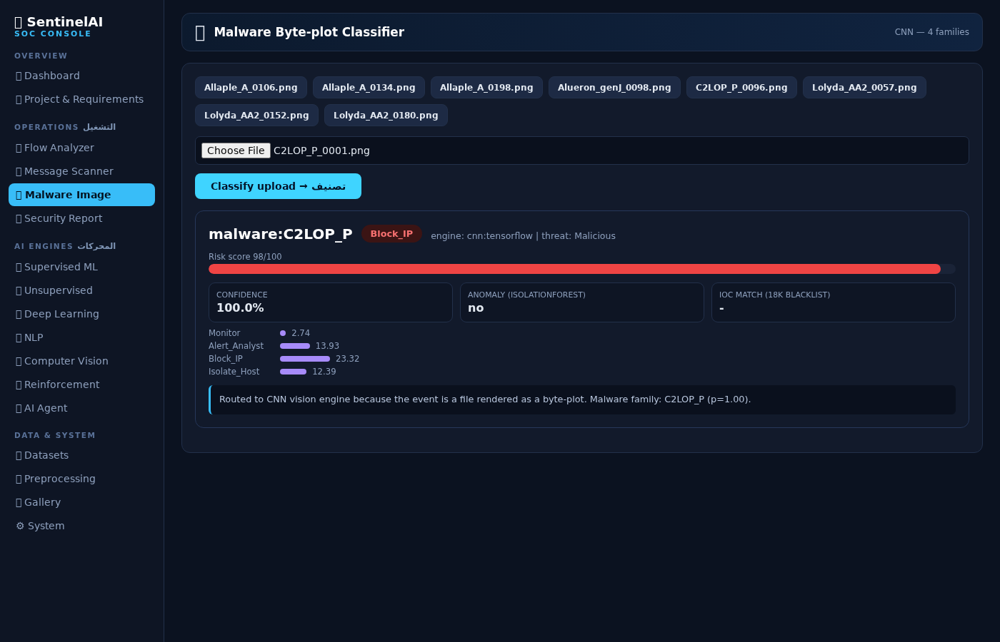 SentinelAI
SOC CONSOLE
OVERVIEW
Dashboard
Project & Requirements
OPERATIONS التشغيل
Flow Analyzer
Message Scanner
Malware Image
Security Report
AI ENGINES المحركات
Supervised ML
Unsupervised
Deep Learning
NLP
Computer Vision
Reinforcement
AI Agent
DATA & SYSTEM
Datasets
Preprocessing
Gallery
⚙ System
Malware Byte-plot Classifier
CNN — 4 families
Allaple_A_0106.png Allaple_A_0134.png Allaple_A_0198.png Alueron_genJ_0098.png C2LOP_P_0096.png Lolyda_AA2_0057.png
Lolyda_AA2_0152.png Lolyda_AA2_0180.png
Choose File C2LOP_P_0001.png
Classify upload → تصنيف
malware:C2LOP_P Block_IP engine: cnn:tensorflow | threat: Malicious
Risk score 98/100
CONFIDENCE
100.0%
ANOMALY (ISOLATIONFOREST)
no
IOC MATCH (18K BLACKLIST)
-
Monitor 2.74
Alert_Analyst 13.93
Block_IP 23.32
Isolate_Host 12.39
Routed to CNN vision engine because the event is a file rendered as a byte-plot. Malware family: C2LOP_P (p=1.00).